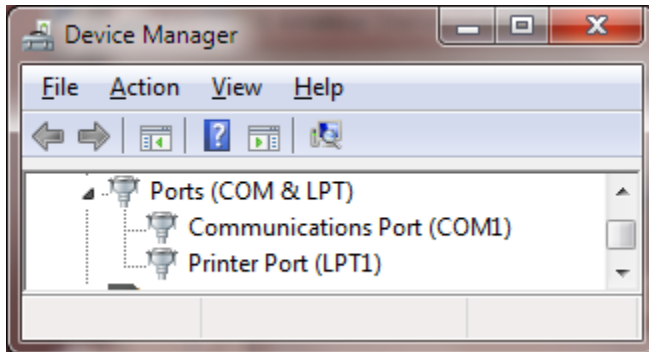 Device Manager
File Action View Help
Ports (COM & LPT)
Communications Port (COM1)
Printer Port (LPT1)